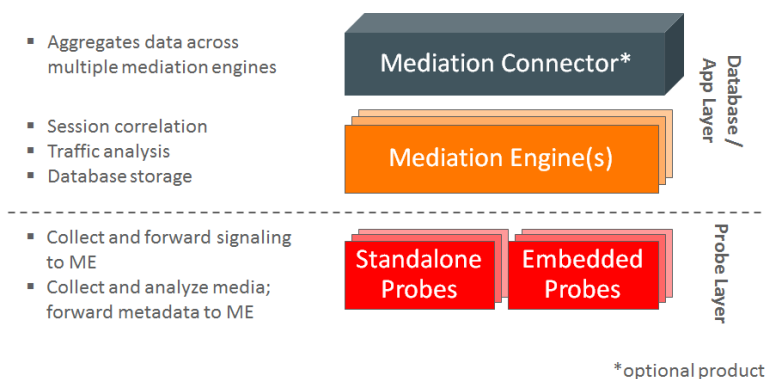 ▪ Aggregates data across
multiple mediation engines
Mediation Connector*
▪ Session correlation
▪ Traffic analysis
▪ Database storage
Mediation Engine(s)
Database /
App Layer
▪ Collect and forward signaling
to ME
▪ Collect and analyze media;
forward metadata to ME
Standalone
Probes
Embedded
Probes
Probe Layer
*optional product